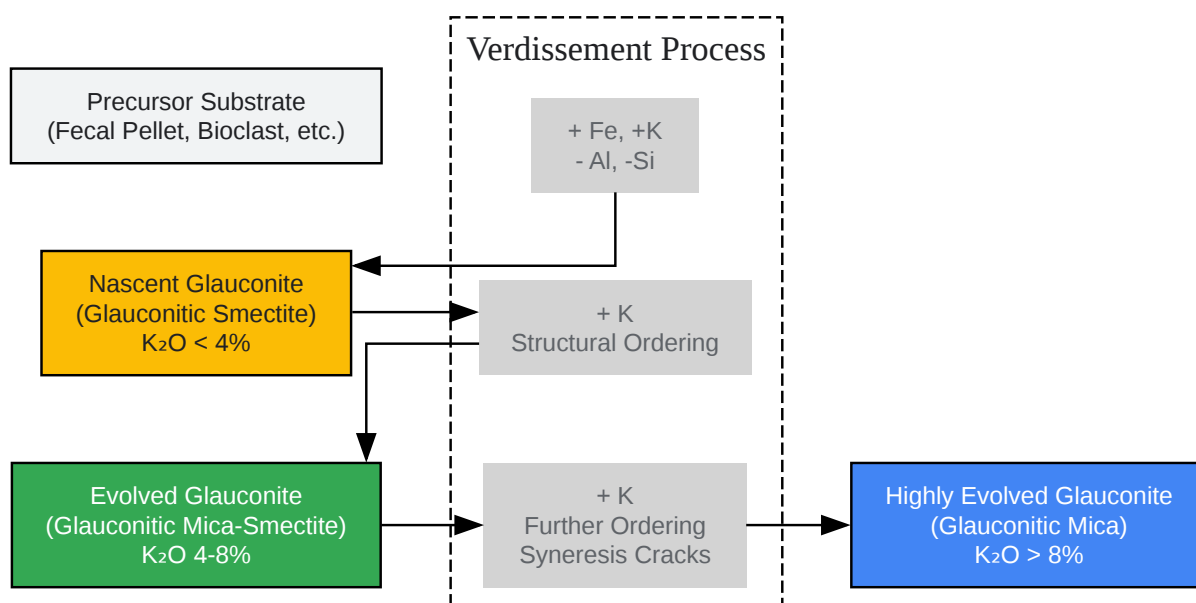 Verdissement Process
Precursor Substrate
(Fecal Pellet, Bioclast, etc.)
+ Fe, +K
- Al, -Si
Nascent Glauconite
(Glauconitic Smectite)
K₂O < 4%
+ K
Structural Ordering
Evolved Glauconite
(Glauconitic Mica-Smectite)
K₂O 4-8%
+ K
Further Ordering
Syneresis Cracks
Highly Evolved Glauconite
(Glauconitic Mica)
K₂O > 8%